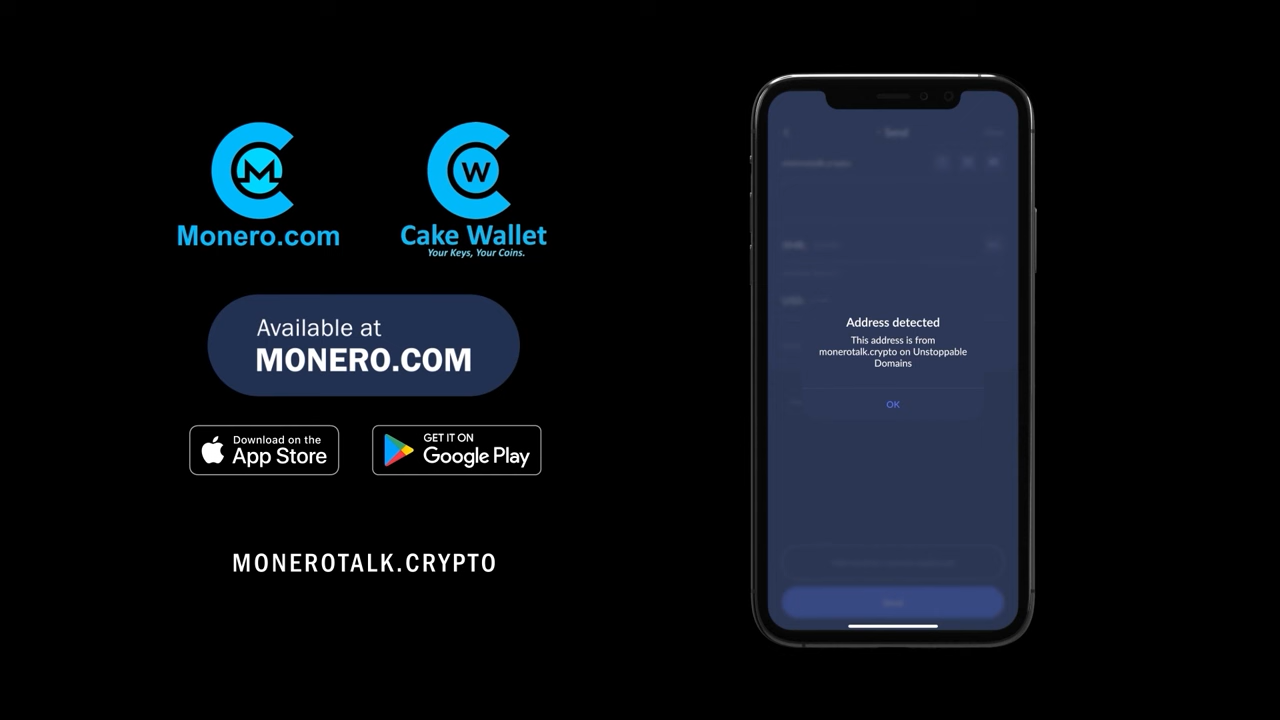 Monero.com
W
Cake Wallet
Your Keys, Your Coins.
Available at
MONERO.COM
Download on the
App Store
GET IT ON
Google Play
MONEROTALK.CRYPTO
Send
Address detected
This address is from
monerotalk.crypto on Unstoppable
Domains
OK